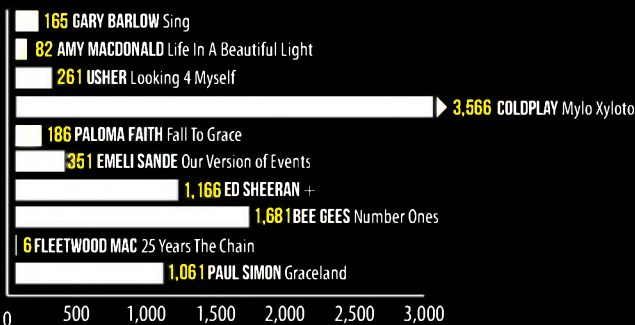 165 GARY BARLOW Sing
82 AMY MACDONALD Life In A Beautiful Light
261 USHER Looking 4 Myself
3,566 COLDPLAY Mylo Xyloto
186 PALOMA FAITH Fall To Grace
351 EMELI SANDE Our Version of Events
1,166 ED SHEERAN +
1,681 BEE GEES Number Ones
6 FLEETWOOD MAC 25 Years The Chain
1,061 PAUL SIMON Graceland
0 500 1,000 1,500 2,000 2,500 3,000